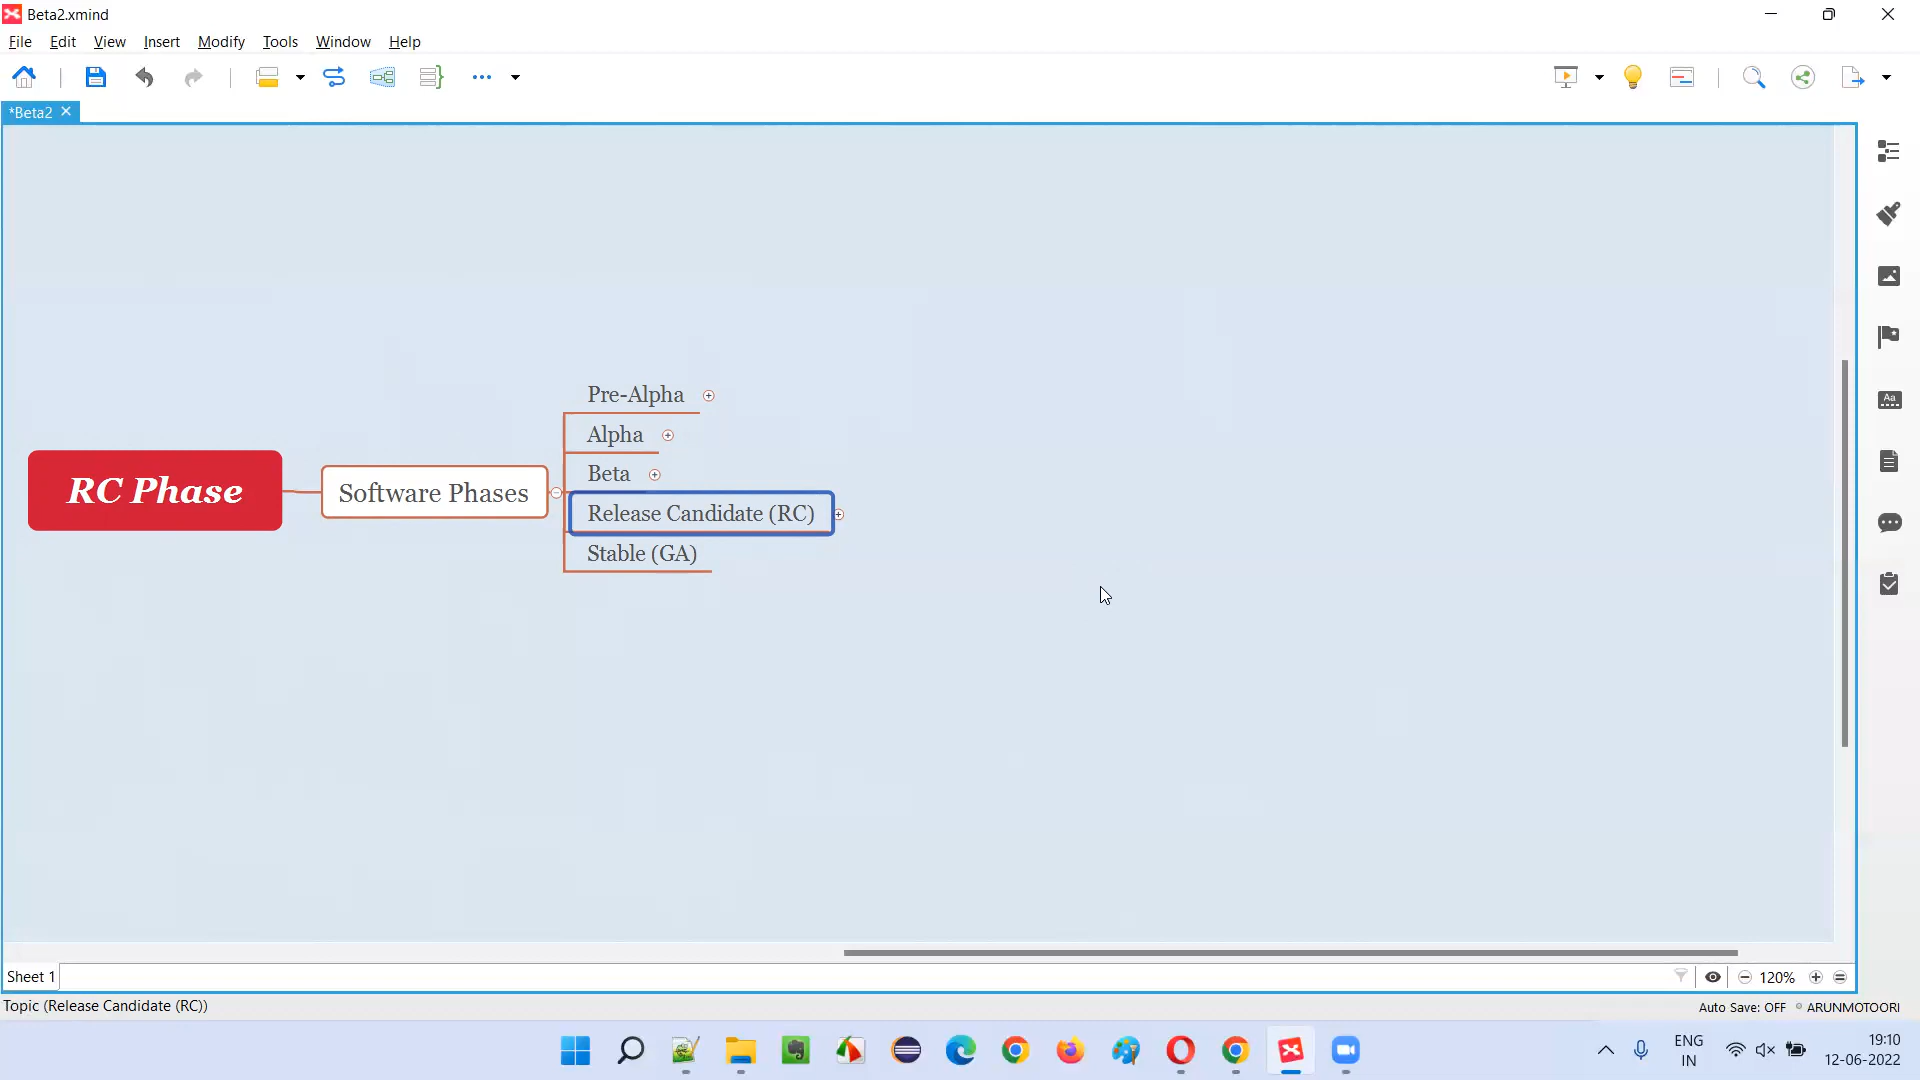 Beta2.xmind
File Edit View Insert Modify Tools Window Help
*Beta2
Pre-Alpha
Alpha
Beta
RC Phase
Software Phases
Release Candidate (RC)
Stable (GA)
Aa
Sheet 1
120%
Topic (Release Candidate (RC))
Auto Save: OFF ARUNMOTOORI
ENG
IN
19:10
12-06-2022